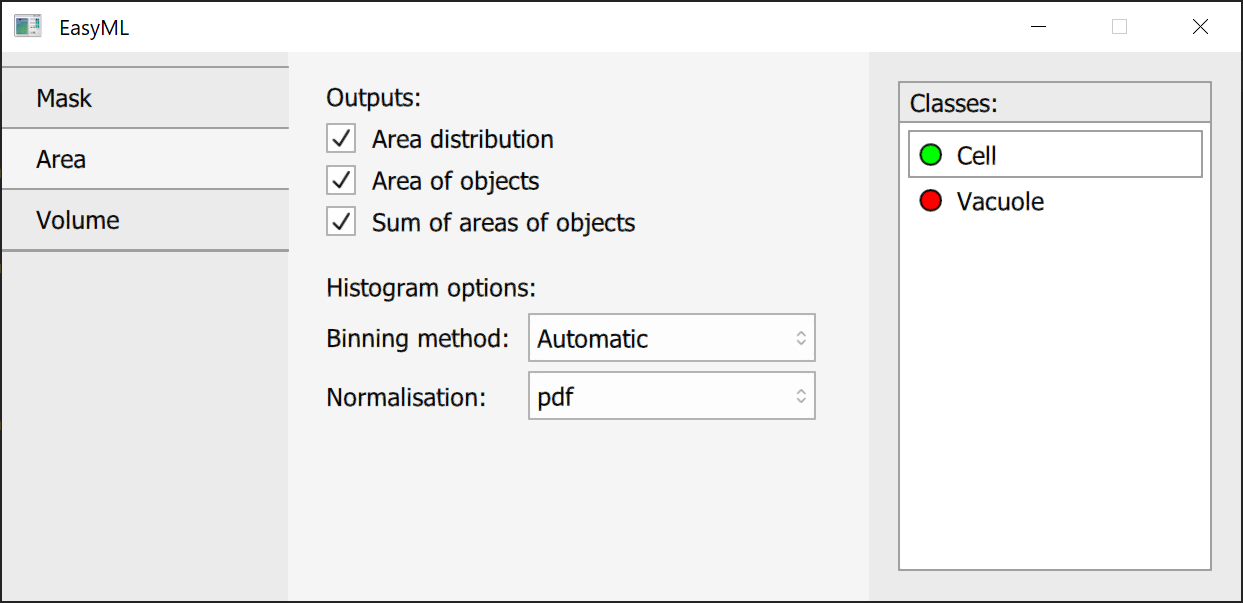 EasyML
Mask
Area
Volume
Outputs:
Area distribution
Area of objects
Sum of areas of objects
Histogram options:
Binning method: Automatic
Normalisation: pdf
Classes:
Cell
Vacuole